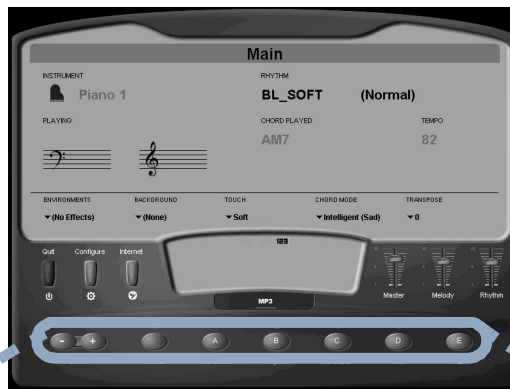 Main
INSTRUMENT
RHYTHM
Piano 1
BL_SOFT (Normal)
PLAYING
CHORD PLAYED
TEMPO
AM7
82
ENVIRONMENTS
BACKGROUND
TOUCH
CHORD MODE
TRANSPOSE
(No Effects)
(None)
Soft
Intelligent (Sad)
0
123
Quit
Configure
Internet
Master
Melody
Rhythm
MP3
- + A B C D E